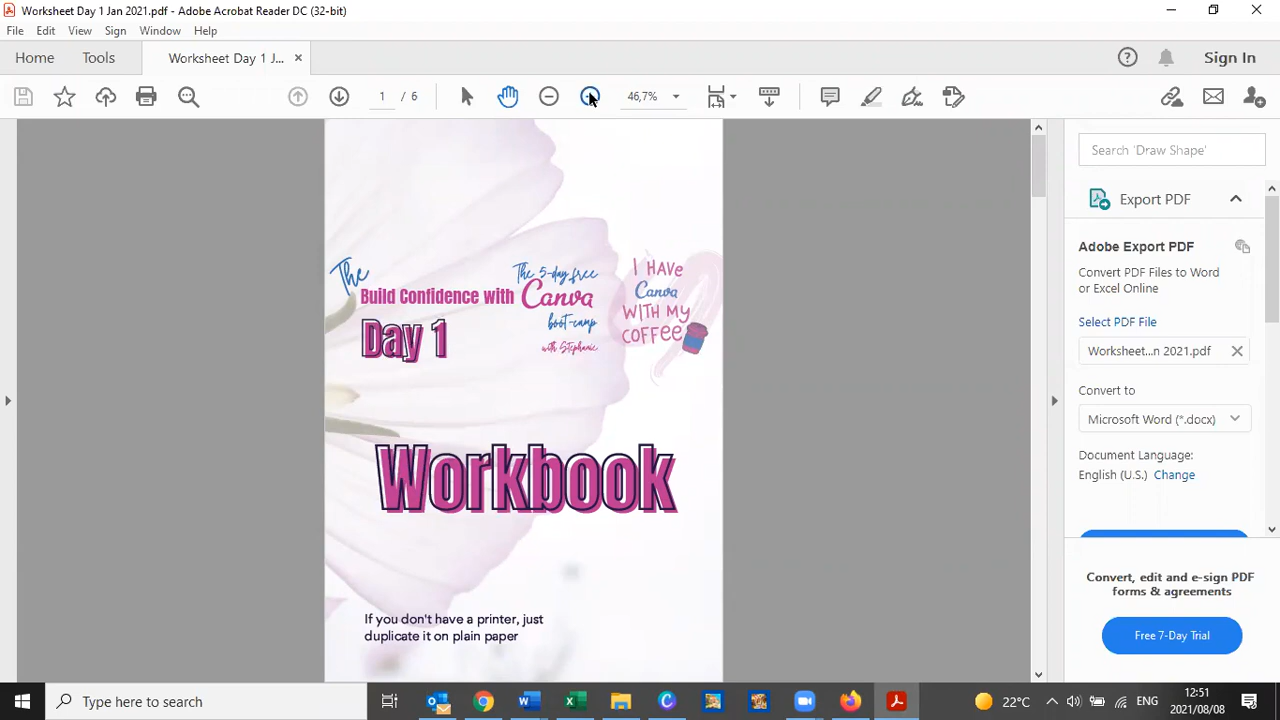 Worksheet Day 1 Jan 2021.pdf - Adobe Acrobat Reader DC (32-bit)
File Edit View Sign Window Help
Home Tools Worksheet Day 1 J... × Sign In
1 / 6 46,7%
The
Build Confidence with
Day 1
The 5-day free
Canva
boot-camp
with Stephanie
I HAVE
Canva
WITH MY
COFFEE
Workbook
If you don't have a printer, just
duplicate it on plain paper
Search 'Draw Shape'
Export PDF
Adobe Export PDF
Convert PDF Files to Word
or Excel Online
Select PDF File
Worksheet...n 2021.pdf
Convert to
Microsoft Word (*.docx)
Document Language:
English (U.S.) Change
Convert, edit and e-sign PDF
forms & agreements
Free 7-Day Trial
Type here to search
22°C ENG
12:51
2021/08/08